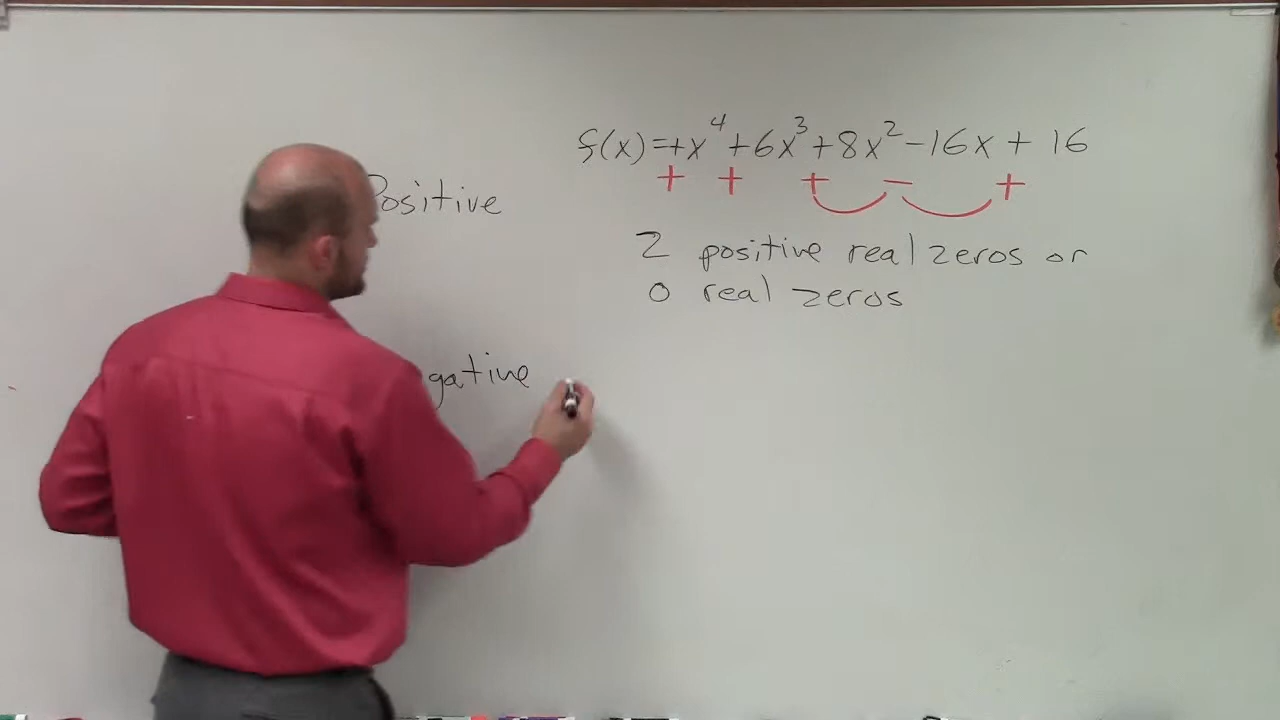 f(x)=+x⁴+6x³+8x²-16x+16
+ + + - +
Positive
2 positive real zeros or
0 real zeros
gative